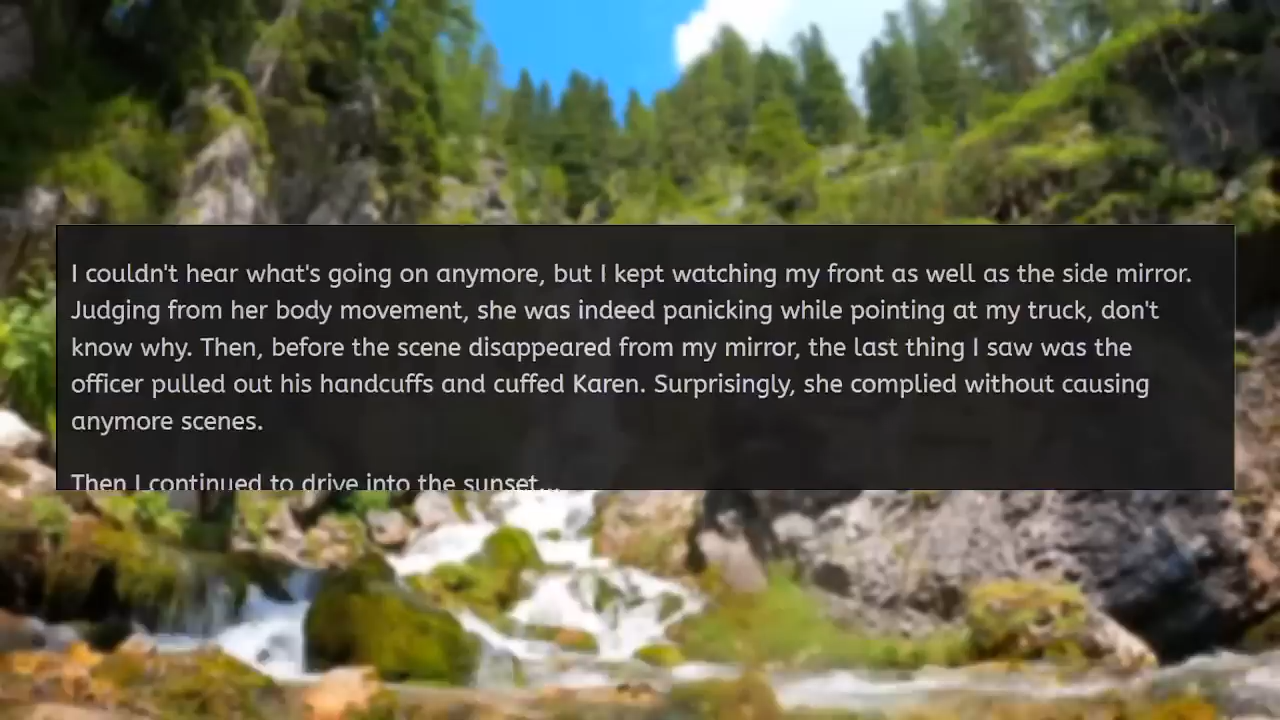 I couldn't hear what's going on anymore, but I kept watching my front as well as the side mirror.
Judging from her body movement, she was indeed panicking while pointing at my truck, don't
know why. Then, before the scene disappeared from my mirror, the last thing I saw was the
officer pulled out his handcuffs and cuffed Karen. Surprisingly, she complied without causing
anymore scenes.
Then I continued to drive into the sunset...